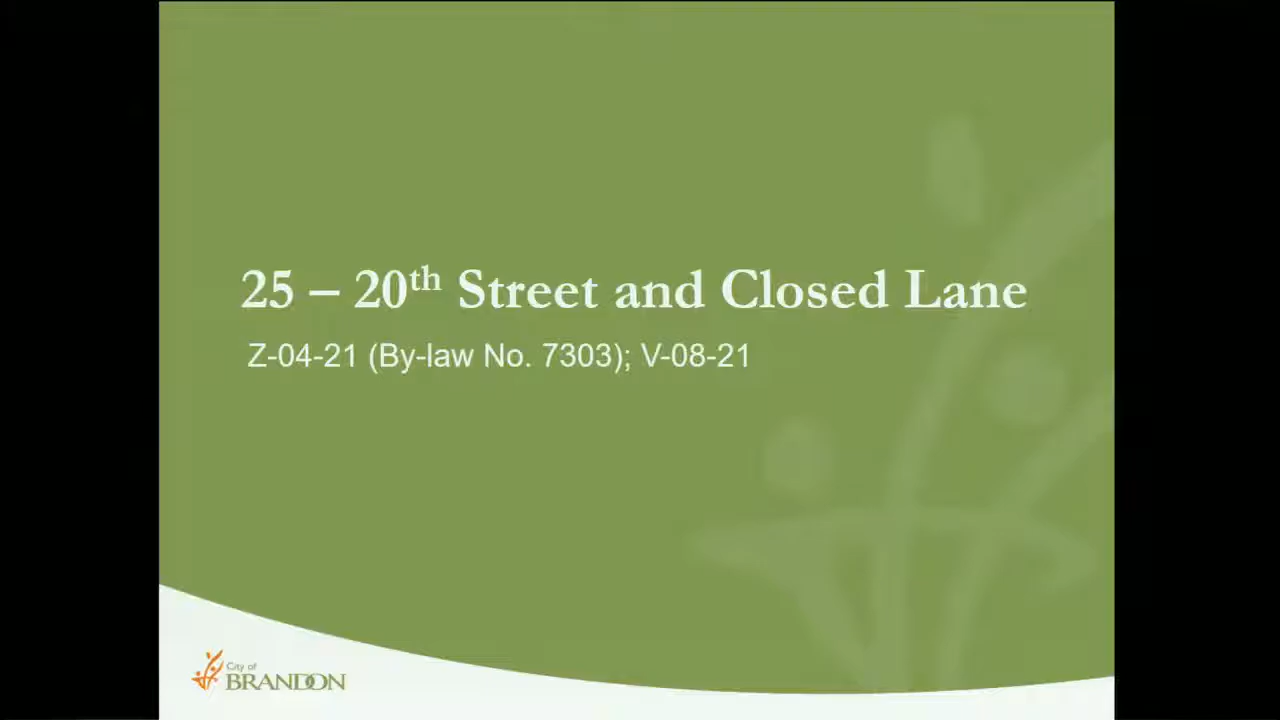 25 – 20th Street and Closed Lane
Z-04-21 (By-law No. 7303); V-08-21
City of
BRANDON